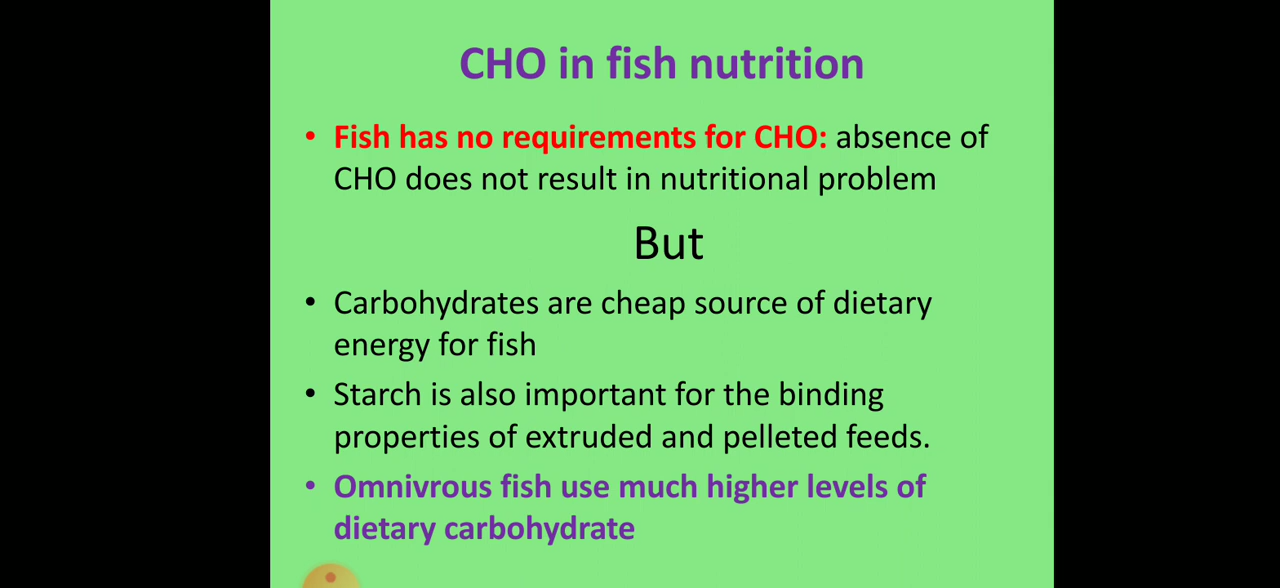 CHO in fish nutrition
• Fish has no requirements for CHO: absence of
CHO does not result in nutritional problem
But
• Carbohydrates are cheap source of dietary
energy for fish
• Starch is also important for the binding
properties of extruded and pelleted feeds.
• Omnivrous fish use much higher levels of
dietary carbohydrate